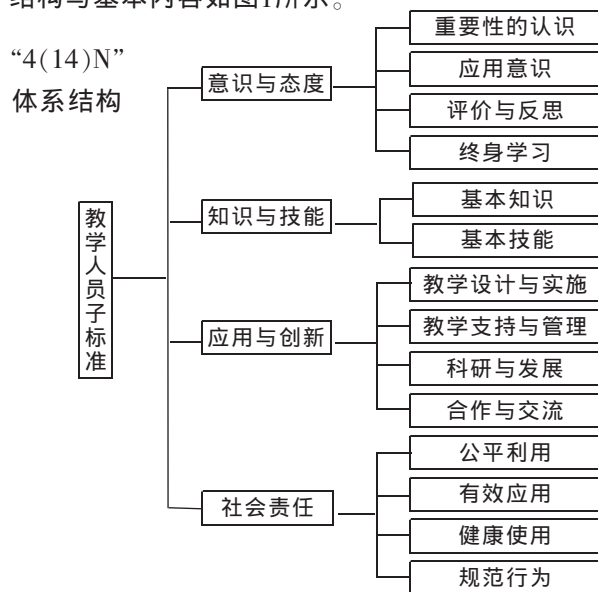 结构与基本内容如图1所示。
“4(14)N”
体系结构
教学人员子标准
意识与态度
重要性的认识
应用意识
评价与反思
终身学习
知识与技能
基本知识
基本技能
应用与创新
教学设计与实施
教学支持与管理
科研与发展
合作与交流
社会责任
公平利用
有效应用
健康使用
规范行为